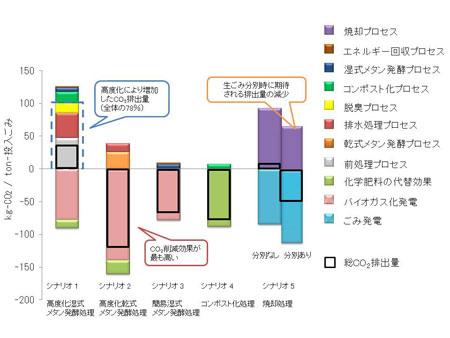 焼却プロセス
エネルギー回収プロセス
湿式メタン発酵プロセス
コンポスト化プロセス
脱臭プロセス
排水処理プロセス
乾式メタン発酵プロセス
前処理プロセス
化学肥料の代替効果
バイオガス化発電
ごみ発電
総CO₂排出量
kg-CO₂ / ton-投入ごみ
150
100
50
0
-50
-100
-150
-200
高度化により増加
したCO₂排出量
(全体の78%)
生ごみ分別時に期待
される排出量の減少
CO₂削減効果が
最も高い
分別なし 分別あり
シナリオ 1 シナリオ 2 シナリオ 3 シナリオ 4 シナリオ 5
高度化湿式 高度化乾式 簡易湿式 コンポスト化処理 焼却処理
メタン発酵処理 メタン発酵処理 メタン発酵処理